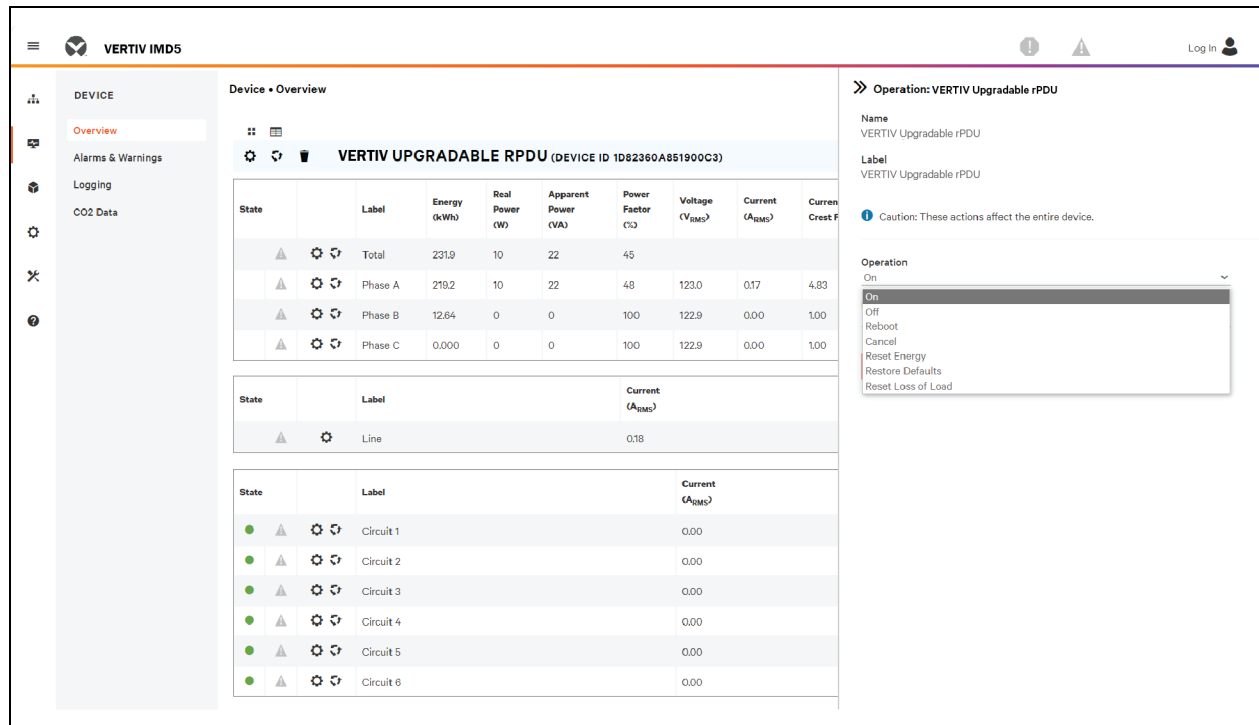 VERTIV IMD5
Log In
DEVICE
Overview
Alarms & Warnings
Logging
CO2 Data
Device • Overview
VERTIV UPGRADABLE RPDU (DEVICE ID 1D82360A851900C3)
State Label Energy (kWh) Real Power (W) Apparent Power (VA) Power Factor (%) Voltage (VRMS) Current (ARMS) Curren Crest F
Total 231.9 10 22 45
Phase A 219.2 10 22 48 123.0 0.17 4.83
Phase B 12.64 0 0 100 122.9 0.00 1.00
Phase C 0.000 0 0 100 122.9 0.00 1.00
State Label Current (ARMS)
Line 0.18
State Label Current (ARMS)
Circuit 1 0.00
Circuit 2 0.00
Circuit 3 0.00
Circuit 4 0.00
Circuit 5 0.00
Circuit 6 0.00
Operation: VERTIV Upgradable rPDU
Name
VERTIV Upgradable rPDU
Label
VERTIV Upgradable rPDU
Caution: These actions affect the entire device.
Operation
On
On
Off
Reboot
Cancel
Reset Energy
Restore Defaults
Reset Loss of Load